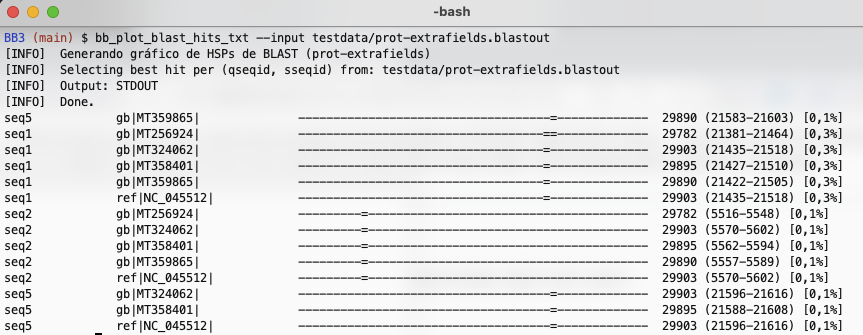 -bash
BB3 (main) $ bb_plot_blast_hits_txt --input testdata/prot-extrafields.blastout
[INFO]  Generando gráfico de HSPs de BLAST (prot-extrafields)
[INFO]  Selecting best hit per (qseqid, sseqid) from: testdata/prot-extrafields.blastout
[INFO]  Output: STDOUT
[INFO]  Done.
seq5            gb|MT359865|              ------------------------------------=-------------  29890 (21583-21603) [0,1%]
seq1            gb|MT256924|              -----------------------------------==-------------  29782 (21381-21464) [0,3%]
seq1            gb|MT324062|              -----------------------------------=--------------  29903 (21435-21518) [0,3%]
seq1            gb|MT358401|              -----------------------------------=--------------  29895 (21427-21510) [0,3%]
seq1            gb|MT359865|              -----------------------------------=--------------  29890 (21422-21505) [0,3%]
seq1            ref|NC_045512|            -----------------------------------=--------------  29903 (21435-21518) [0,3%]
seq2            gb|MT256924|              ---------=----------------------------------------  29782 (5516-5548) [0,1%]
seq2            gb|MT324062|              ---------=----------------------------------------  29903 (5570-5602) [0,1%]
seq2            gb|MT358401|              ---------=----------------------------------------  29895 (5562-5594) [0,1%]
seq2            gb|MT359865|              ---------=----------------------------------------  29890 (5557-5589) [0,1%]
seq2            ref|NC_045512|            ---------=----------------------------------------  29903 (5570-5602) [0,1%]
seq5            gb|MT324062|              ------------------------------------=-------------  29903 (21596-21616) [0,1%]
seq5            gb|MT358401|              ------------------------------------=-------------  29895 (21588-21608) [0,1%]
seq5            ref|NC_045512|            ------------------------------------=-------------  29903 (21596-21616) [0,1%]